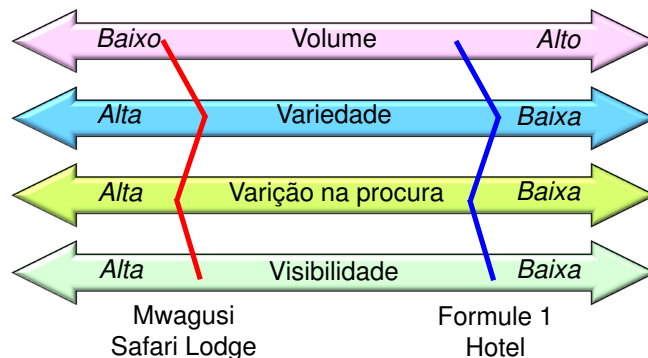 Baixo Volume Alto
Alta Variedade Baixa
Alta Varição na procura Baixa
Alta Visibilidade Baixa
Mwagusi Formule 1
Safari Lodge Hotel